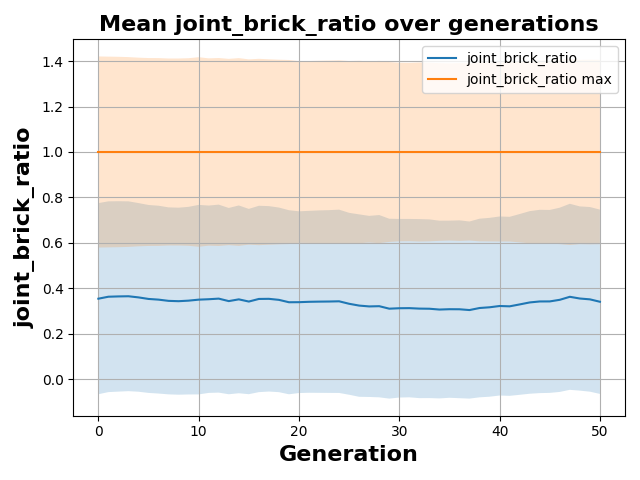 Mean joint_brick_ratio over generations
joint_brick_ratio
joint_brick_ratio max
1.4
1.2
1.0
0.8
0.6
0.4
0.2
0.0
joint_brick_ratio
0 10 20 30 40 50
Generation